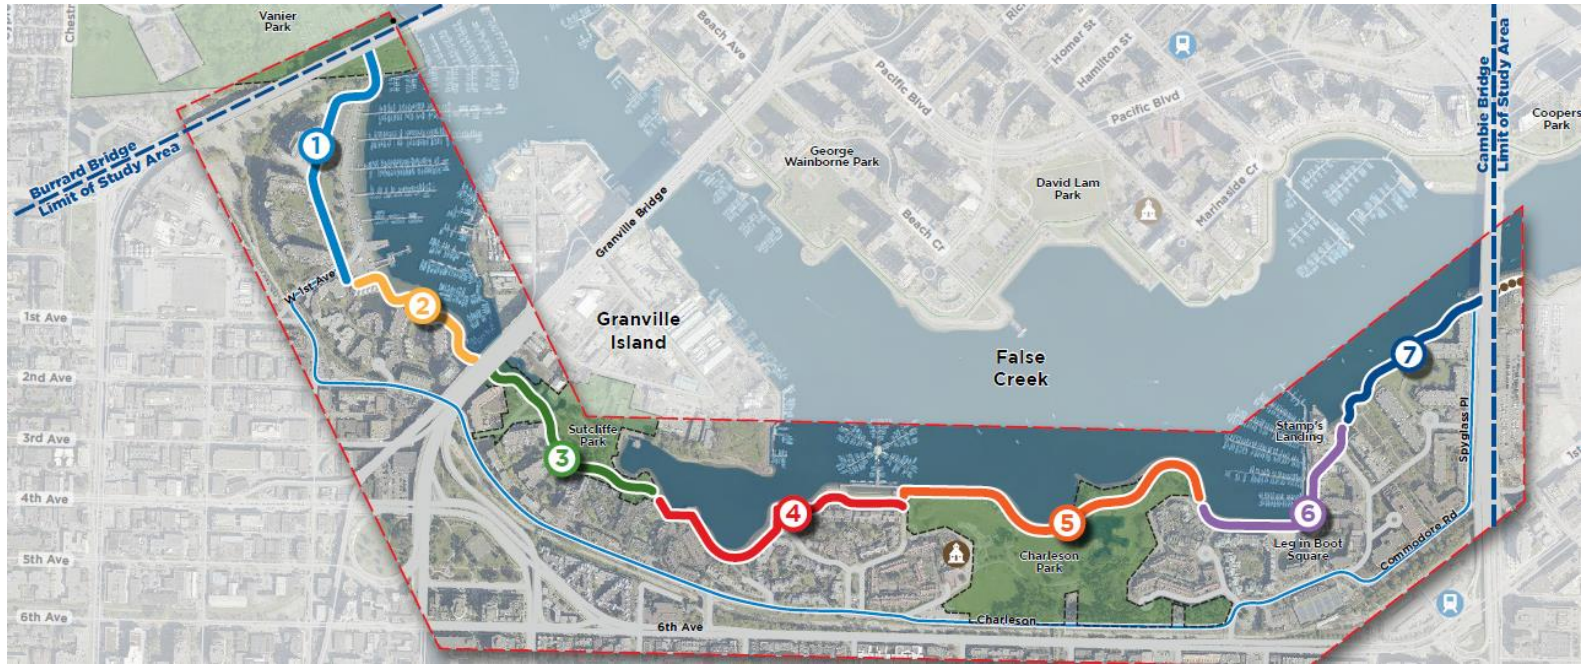 Vanier
Park
Chestn
Burrard Bridge
Limit of Study Area
Beach Ave
Homer St
Hamilton St
Pacific Blvd
Pacific Blvd
Cambie Bridge
Limit of Study Area
Coopers
Park
1
George
Wainborne Park
David Lam
Park
Marinaside Cr
Beach Cr
Granville Bridge
W 1st Ave
2
1st Ave
Granville
Island
False
Creek
7
2nd Ave
3rd Ave
Sutcliffe
Park
3
Stamp's
Landing
Spyglass Pl
4th Ave
4
5
6
Leg in Boot
Square
Commodore Rd
5th Ave
Charleson
Park
6th Ave
6th Ave
L Charleson